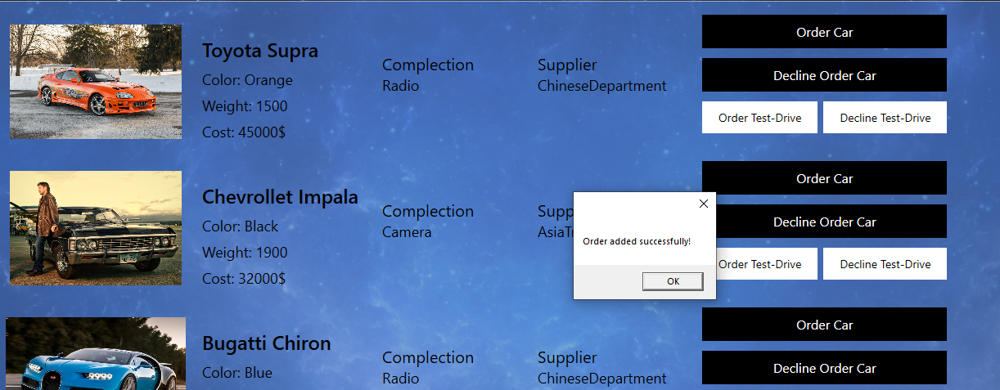 Toyota Supra
Color: Orange
Weight: 1500
Cost: 45000$
Complection
Radio
Supplier
ChineseDepartment
Order Car
Decline Order Car
Order Test-Drive
Decline Test-Drive
Chevrollet Impala
Color: Black
Weight: 1900
Cost: 32000$
Complection
Camera
Supp
AsiaTr
Order added successfully!
OK
Order Car
Decline Order Car
Order Test-Drive
Decline Test-Drive
Bugatti Chiron
Color: Blue
Complection
Radio
Supplier
ChineseDepartment
Order Car
Decline Order Car